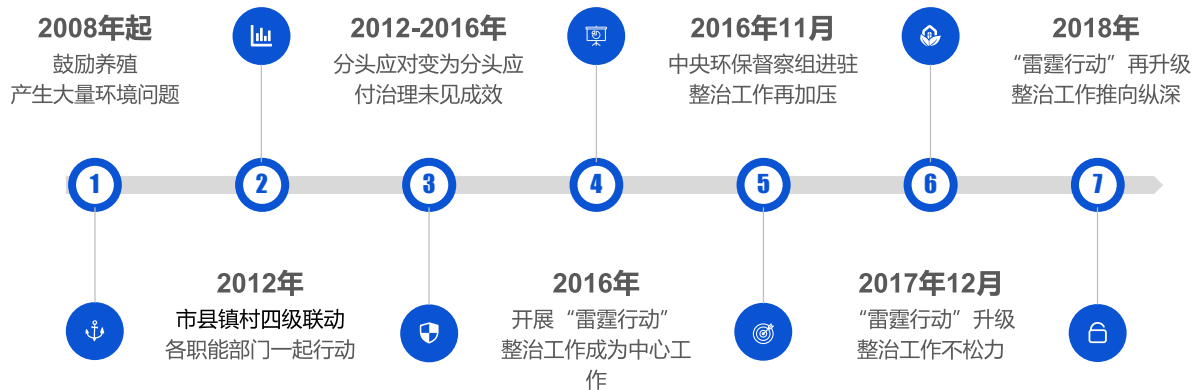 2008年起
鼓励养殖
产生大量环境问题
1
2012年
市县镇村四级联动
各职能部门一起行动
2
2012-2016年
分头应对变为分头应
付治理未见成效
3
2016年
开展“雷霆行动”
整治工作成为中心工
作
4
2016年11月
中央环保督察组进驻
整治工作再加压
5
2017年12月
“雷霆行动”升级
整治工作不松力
6
2018年
“雷霆行动”再升级
整治工作推向纵深
7